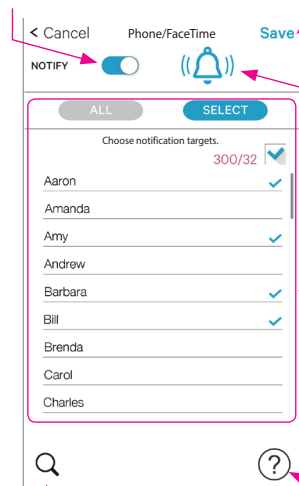 < Cancel Phone/FaceTime Save
NOTIFY
ALL SELECT
Choose notification targets.
300/32
Aaron
Amanda
Amy
Andrew
Barbara
Bill
Brenda
Carol
Charles
?